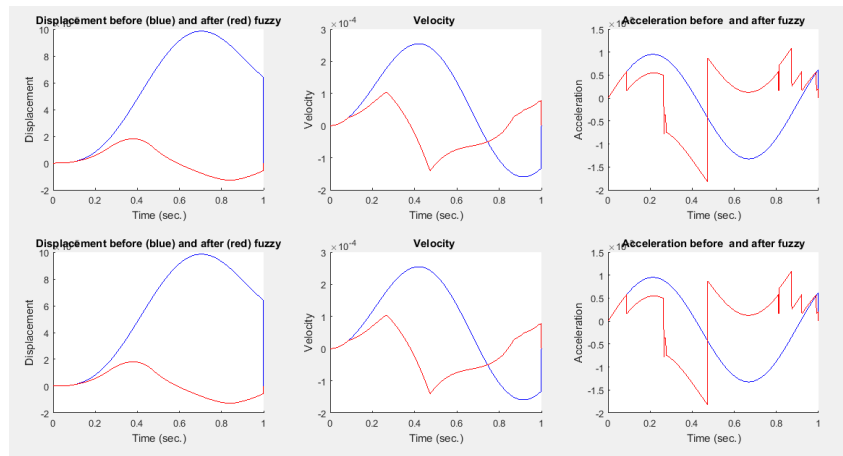 Displacement before (blue) and after (red) fuzzy
10
8
6
4
2
0
-2
Displacement
0 0.2 0.4 0.6 0.8 1
Time (sec.)
Velocity
×10-4
3
2
1
0
-1
-2
Velocity
0 0.2 0.4 0.6 0.8 1
Time (sec.)
Acceleration before and after fuzzy
1.5
1
0.5
0
-0.5
-1
-1.5
-2
Acceleration
0 0.2 0.4 0.6 0.8 1
Time (sec.)
Displacement before (blue) and after (red) fuzzy
10
8
6
4
2
0
-2
Displacement
0 0.2 0.4 0.6 0.8 1
Time (sec.)
Velocity
×10-4
3
2
1
0
-1
-2
Velocity
0 0.2 0.4 0.6 0.8 1
Time (sec.)
Acceleration before and after fuzzy
1.5
1
0.5
0
-0.5
-1
-1.5
-2
Acceleration
0 0.2 0.4 0.6 0.8 1
Time (sec.)